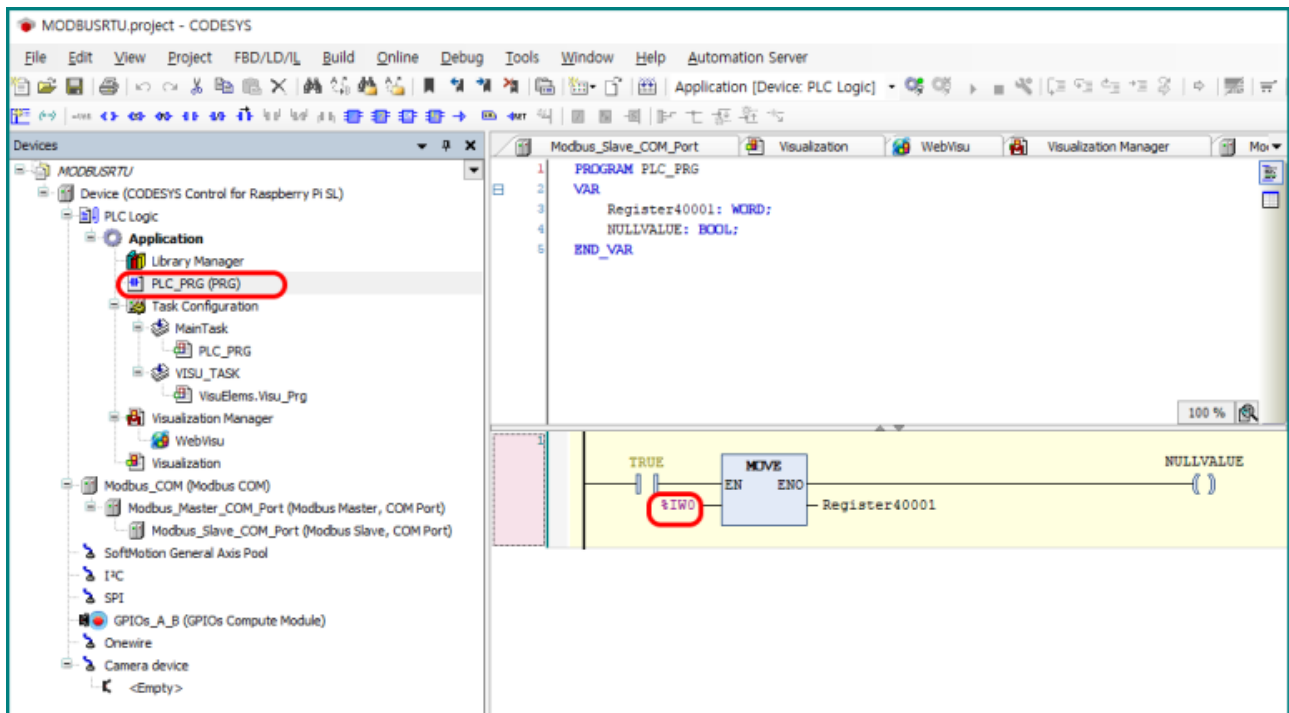 MODBUSRTU.project - CODESYS
File Edit View Project FBD/LD/IL Build Online Debug Tools Window Help Automation Server
Application [Device: PLC Logic]
Devices
MODBUSRTU
Device (CODESYS Control for Raspberry Pi SL)
PLC Logic
Application
Library Manager
PLC_PRG (PRG)
Task Configuration
MainTask
PLC_PRG
VISU_TASK
VisuElems.Visu_Prg
Visualization Manager
WebVisu
Visualization
Modbus_COM (Modbus COM)
Modbus_Master_COM_Port (Modbus Master, COM Port)
Modbus_Slave_COM_Port (Modbus Slave, COM Port)
SoftMotion General Axis Pool
I²C
SPI
GPIOs_A_B (GPIOs Compute Module)
Onewire
Camera device
<Empty>
Modbus_Slave_COM_Port Visualization WebVisu Visualization Manager
1 PROGRAM PLC_PRG
2 VAR
3 Register40001: WORD;
4 NULLVALUE: BOOL;
5 END_VAR
100 %
1
TRUE MOVE NULLVALUE
EN ENO
%IW0 Register40001